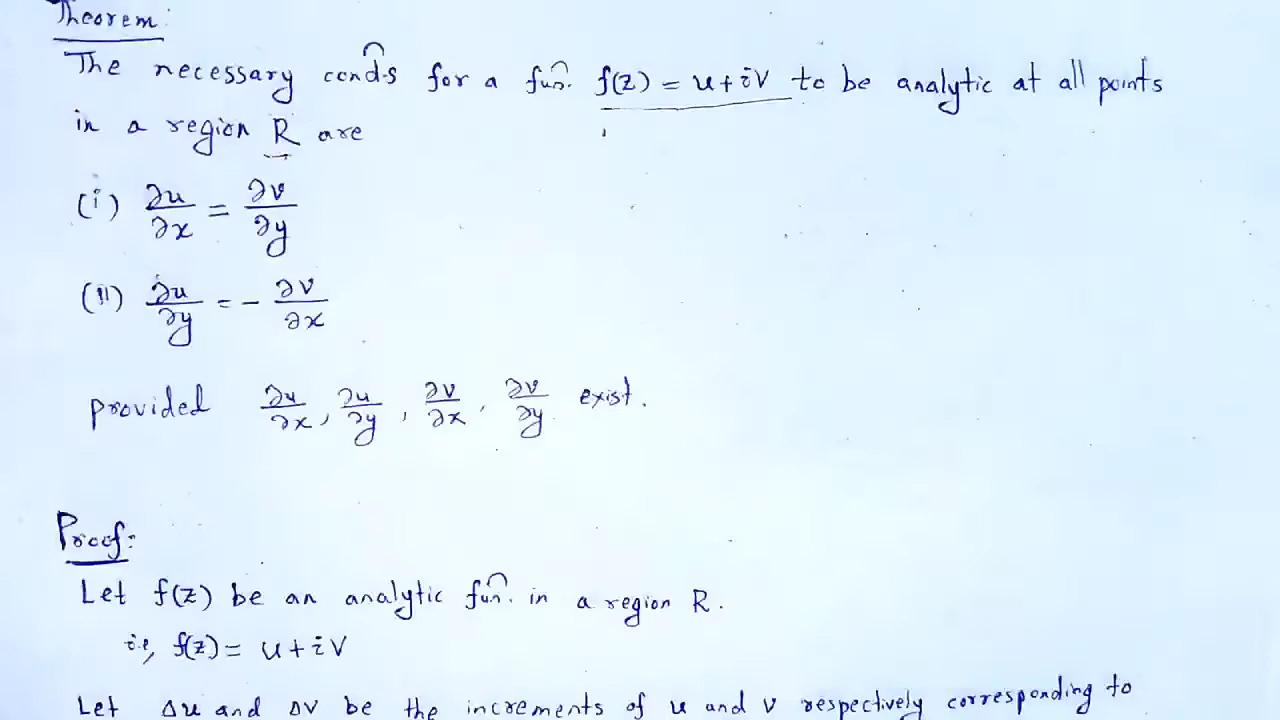 Theorem:
The necessary conds for a fun. f(z) = u+iv to be analytic at all points
in a region R are
(i) ∂u/∂x = ∂v/∂y
(ii) ∂u/∂y = - ∂v/∂x
provided ∂u/∂x, ∂u/∂y, ∂v/∂x, ∂v/∂y exist.
Proof:
Let f(z) be an analytic fun. in a region R.
i.e, f(z) = u+iv
Let Δu and Δv be the increments of u and v respectively corresponding to